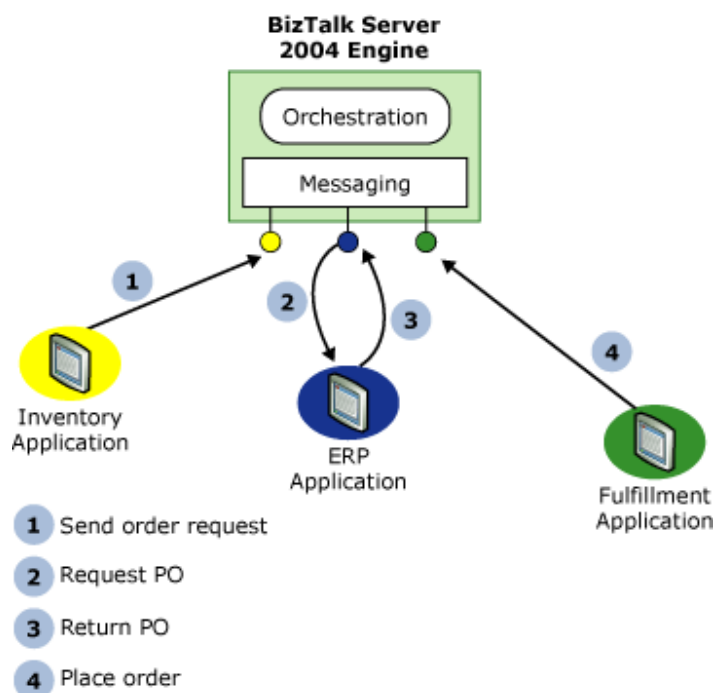 BizTalk Server
2004 Engine
Orchestration
Messaging
1
2
3
4
Inventory
Application
ERP
Application
Fulfillment
Application
1 Send order request
2 Request PO
3 Return PO
4 Place order